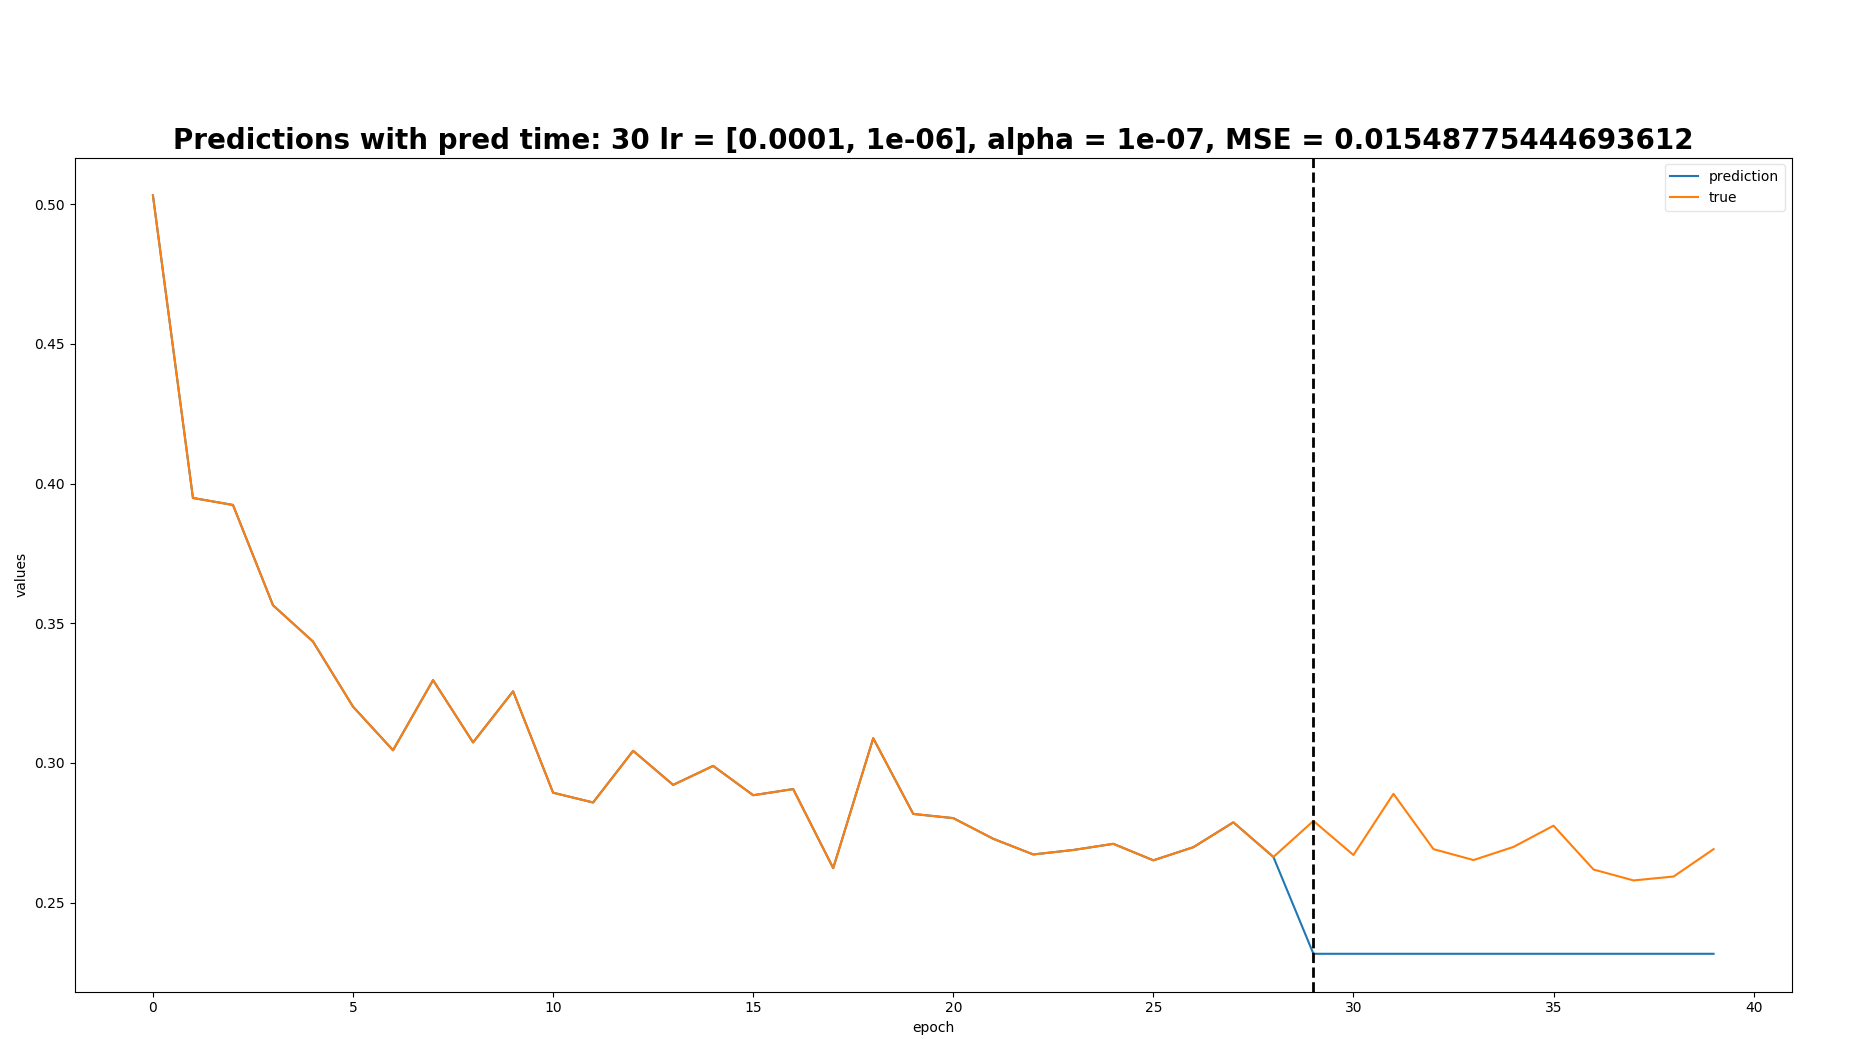 Predictions with pred time: 30 lr = [0.0001, 1e-06], alpha = 1e-07, MSE = 0.01548775444693612
prediction
true
0.50
0.45
0.40
0.35
0.30
0.25
values
0 5 10 15 20 25 30 35 40
epoch